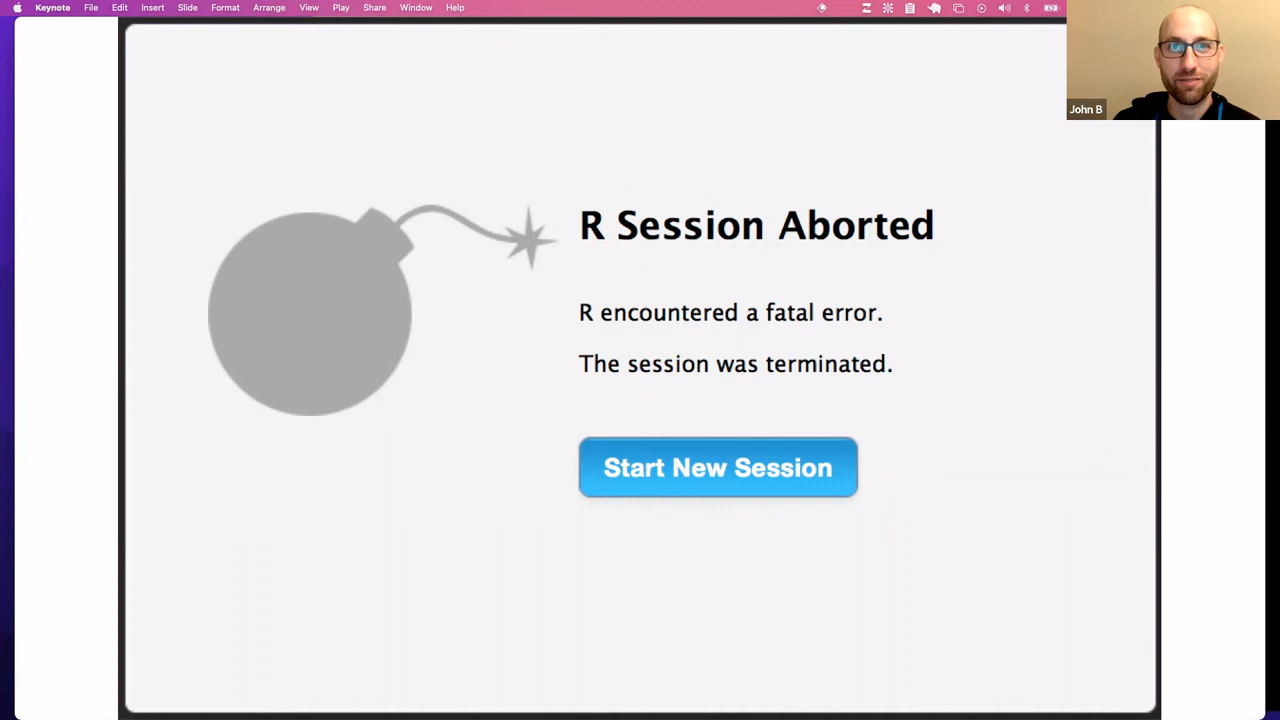 Keynote File Edit Insert Slide Format Arrange View Play Share Window Help
John B
R Session Aborted
R encountered a fatal error.
The session was terminated.
Start New Session